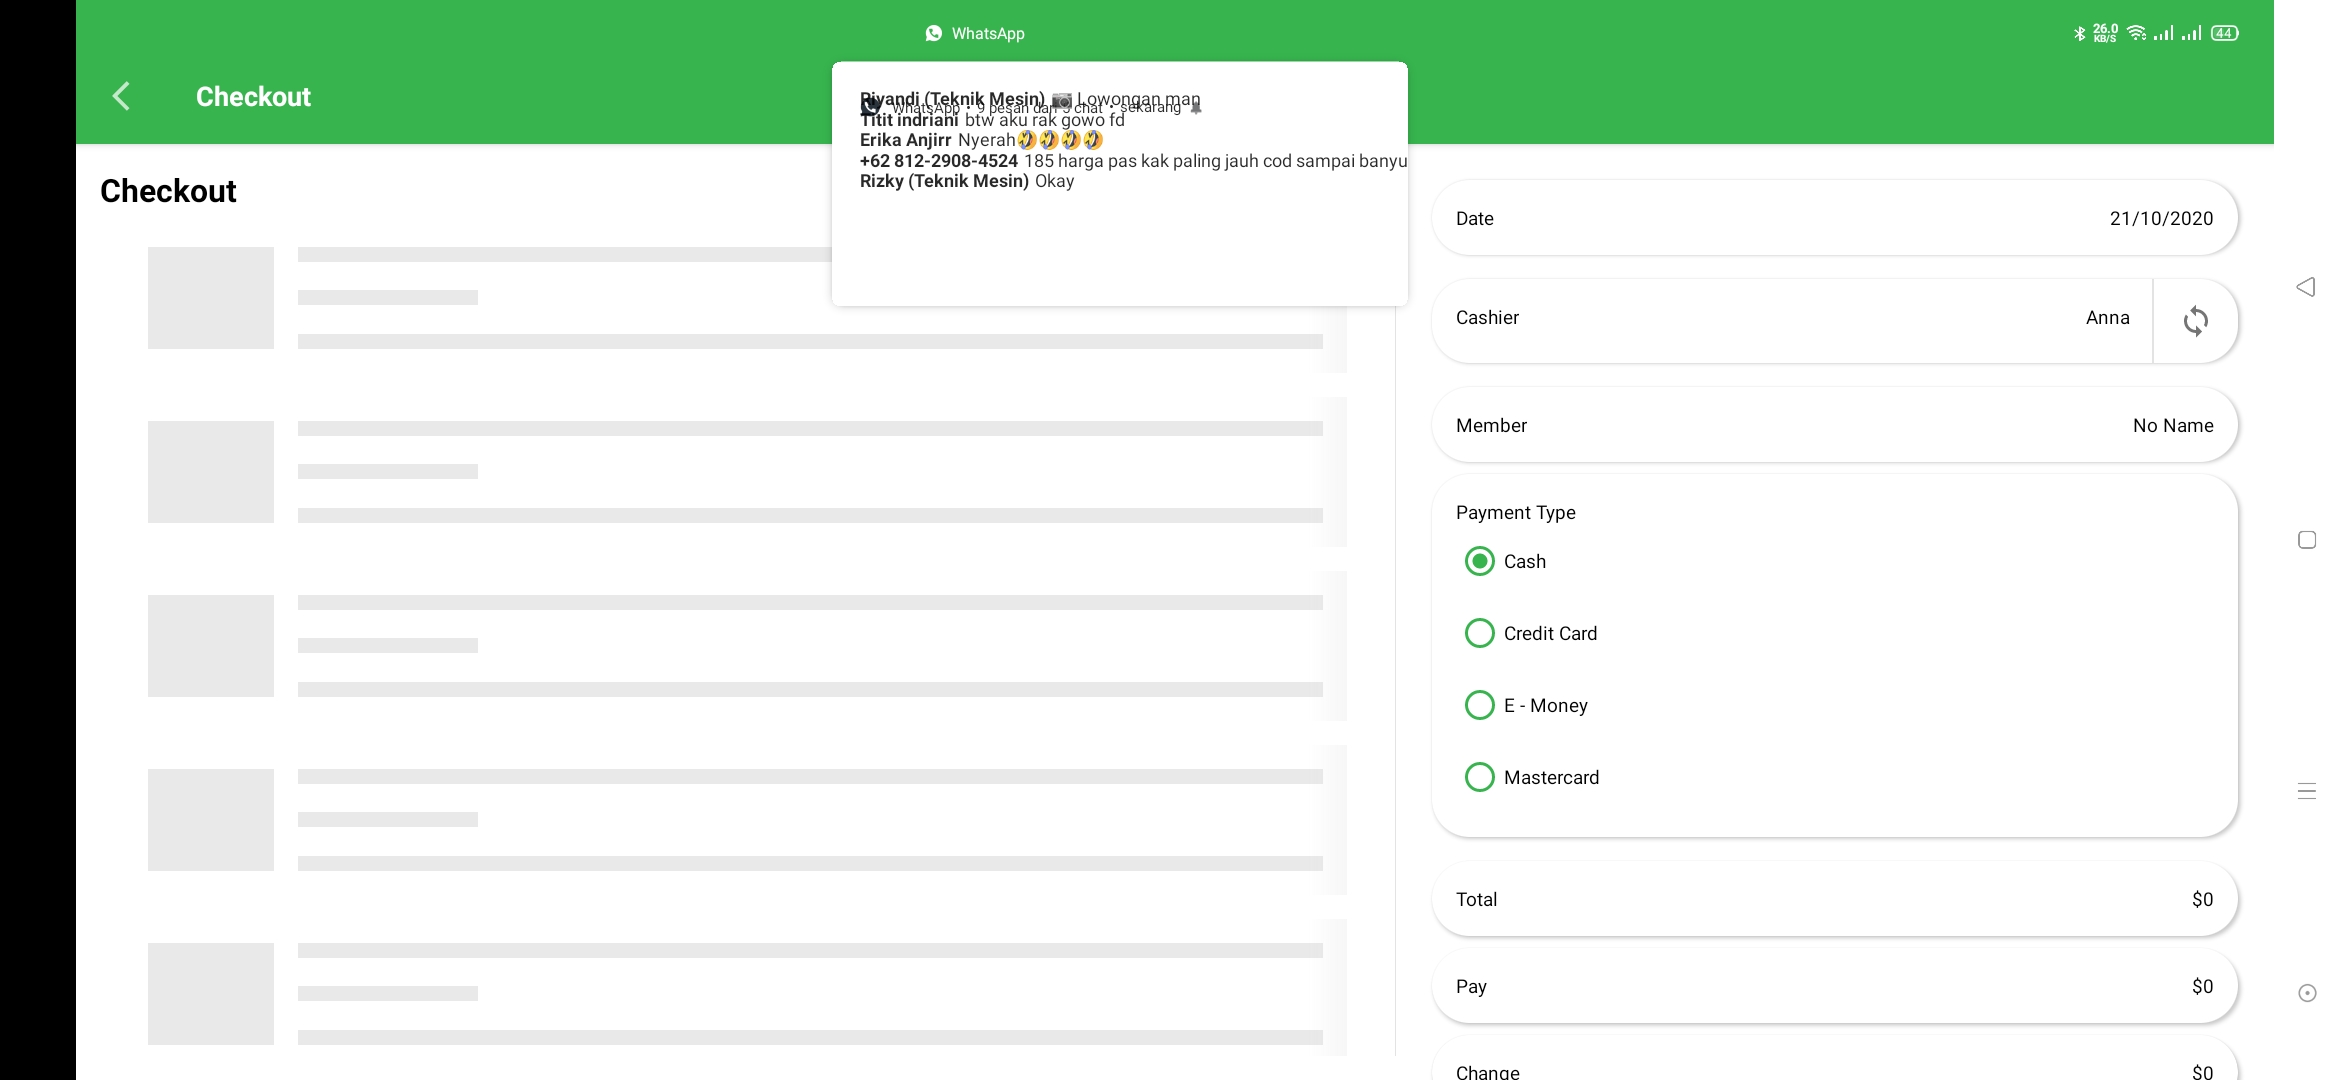 WhatsApp
26.0
KB/S
44
Checkout
Riyandi (Teknik Mesin) 📷 Lowongan man
WhatsApp • 9 pesan dari 5 chat • sekarang
Titit indriani btw aku rak gowo fd
Erika Anjirr Nyerah🤣🤣🤣🤣
+62 812-2908-4524 185 harga pas kak paling jauh cod sampai banyu
Rizky (Teknik Mesin) Okay
Checkout
Date 21/10/2020
Cashier Anna
Member No Name
Payment Type
Cash
Credit Card
E - Money
Mastercard
Total $0
Pay $0
Change $0